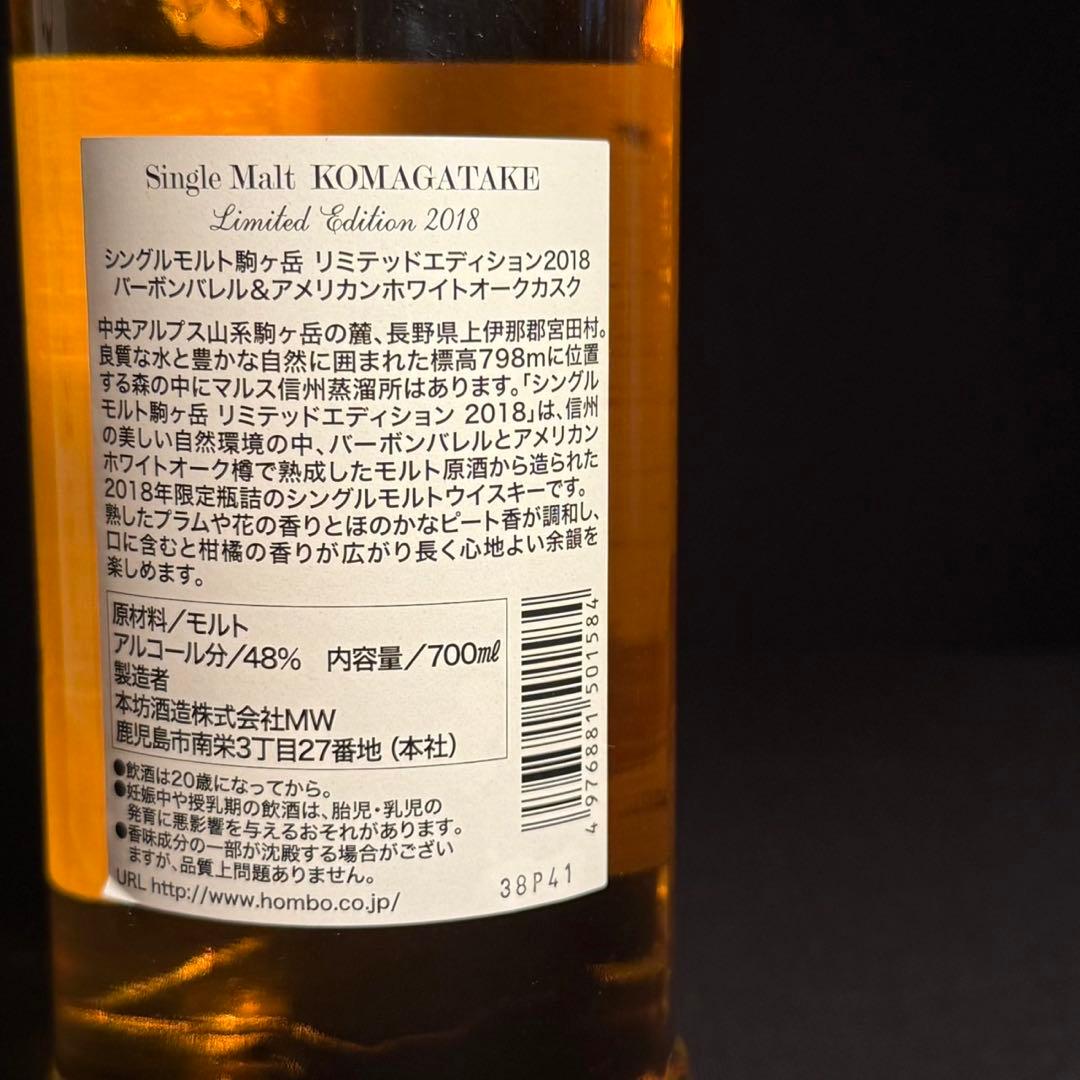 Single Malt KOMAGATAKE
Limited Edition 2018
シングルモルト駒ヶ岳 リミテッドエディション2018
バーボンバレル&アメリカンホワイトオークカスク
中央アルプス山系駒ヶ岳の麓、長野県上伊那郡宮田村。
良質な水と豊かな自然に囲まれた標高798mに位置
する森の中にマルス信州蒸溜所はあります。「シングル
モルト駒ヶ岳 リミテッドエディション 2018」は、信州
の美しい自然環境の中、バーボンバレルとアメリカン
ホワイトオーク樽で熟成したモルト原酒から造られた
2018年限定瓶詰のシングルモルトウイスキーです。
熟したプラムや花の香りとほのかなピート香が調和し、
口に含むと柑橘の香りが広がり長く心地よい余韻を
楽しめます。
原材料/モルト
アルコール分/48% 内容量/700mℓ
製造者
本坊酒造株式会社MW
鹿児島市南栄3丁目27番地(本社)
●飲酒は20歳になってから。
●妊娠中や授乳期の飲酒は、胎児・乳児の
発育に悪影響を与えるおそれがあります。
●香味成分の一部が沈殿する場合がござい
ますが、品質上問題ありません。
URL http://www.hombo.co.jp/
4 976881 501584
38P41